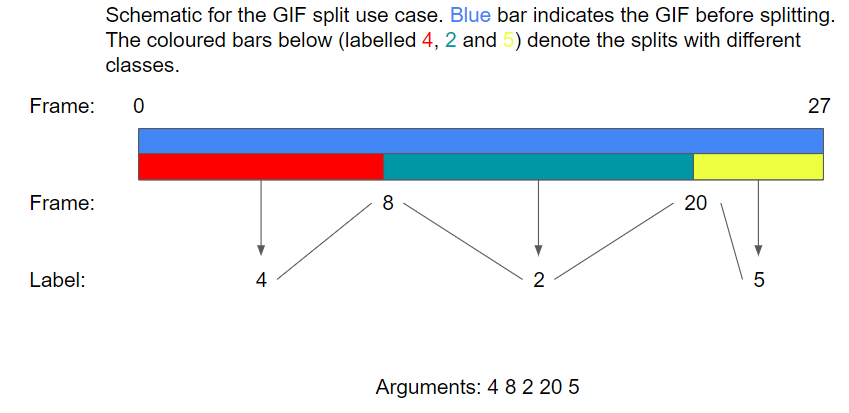 Schematic for the GIF split use case. Blue bar indicates the GIF before splitting.
The coloured bars below (labelled 4, 2 and 5) denote the splits with different
classes.
Frame: 0 27
Frame: 8 20
Label: 4 2 5
Arguments: 4 8 2 20 5